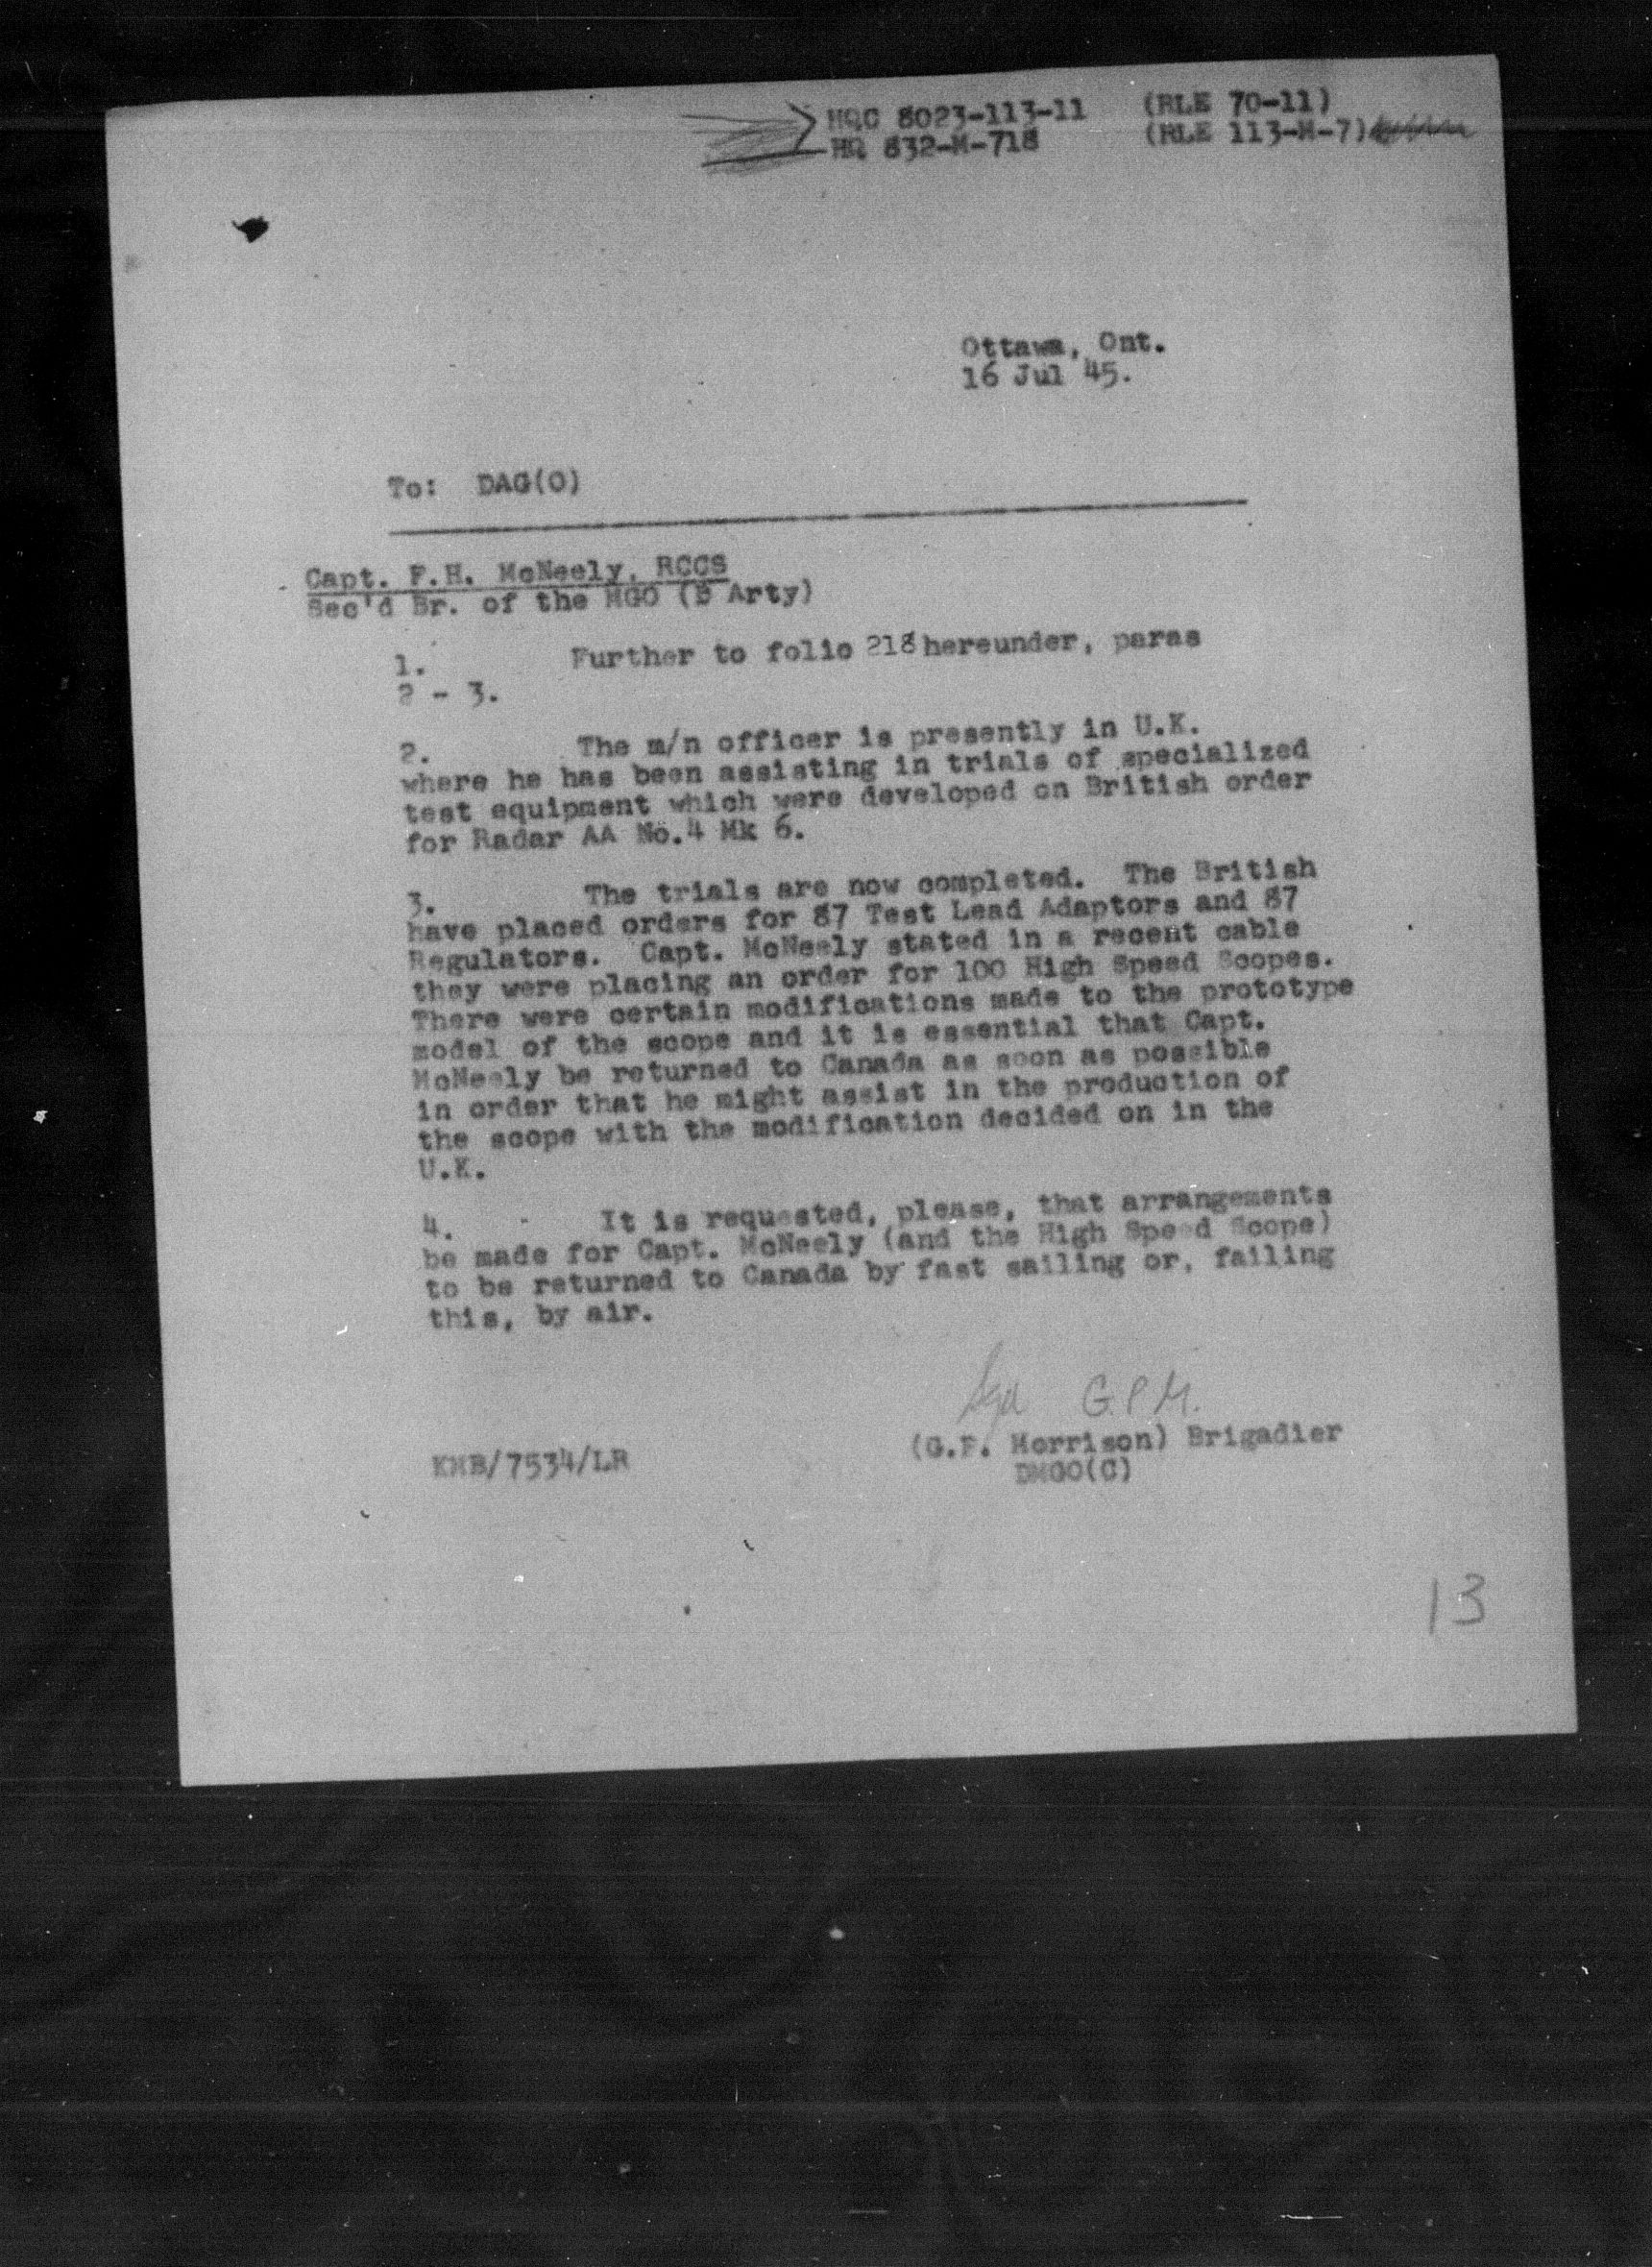 HQC 8023-113-11 (RLE 70-11)
HQ 832-M-718 (RLE 113-M-7)
Ottawa, Ont.
16 Jul 45.
To: DAG(O)
Capt. F.H. McNeely, RCCS
Sec'd Br. of the MGO (E Arty)
1. Further to folio 218 hereunder, paras
2 - 3.
2. The m/n officer is presently in U.K.
where he has been assisting in trials of specialized
test equipment which were developed on British order
for Radar AA No.4 Mk 6.
3. The trials are now completed. The British
have placed orders for 87 Test Lead Adaptors and 87
Regulators. Capt. McNeely stated in a recent cable
they were placing an order for 100 High Speed Scopes.
There were certain modifications made to the prototype
model of the scope and it is essential that Capt.
McNeely be returned to Canada as soon as possible
in order that he might assist in the production of
the scope with the modification decided on in the
U.K.
4. It is requested, please, that arrangements
be made for Capt. McNeely (and the High Speed Scope)
to be returned to Canada by fast sailing or, failing
this, by air.
Sgd G.P.M.
(G.P. Morrison) Brigadier
KMB/7534/LR DMGO(C)
13